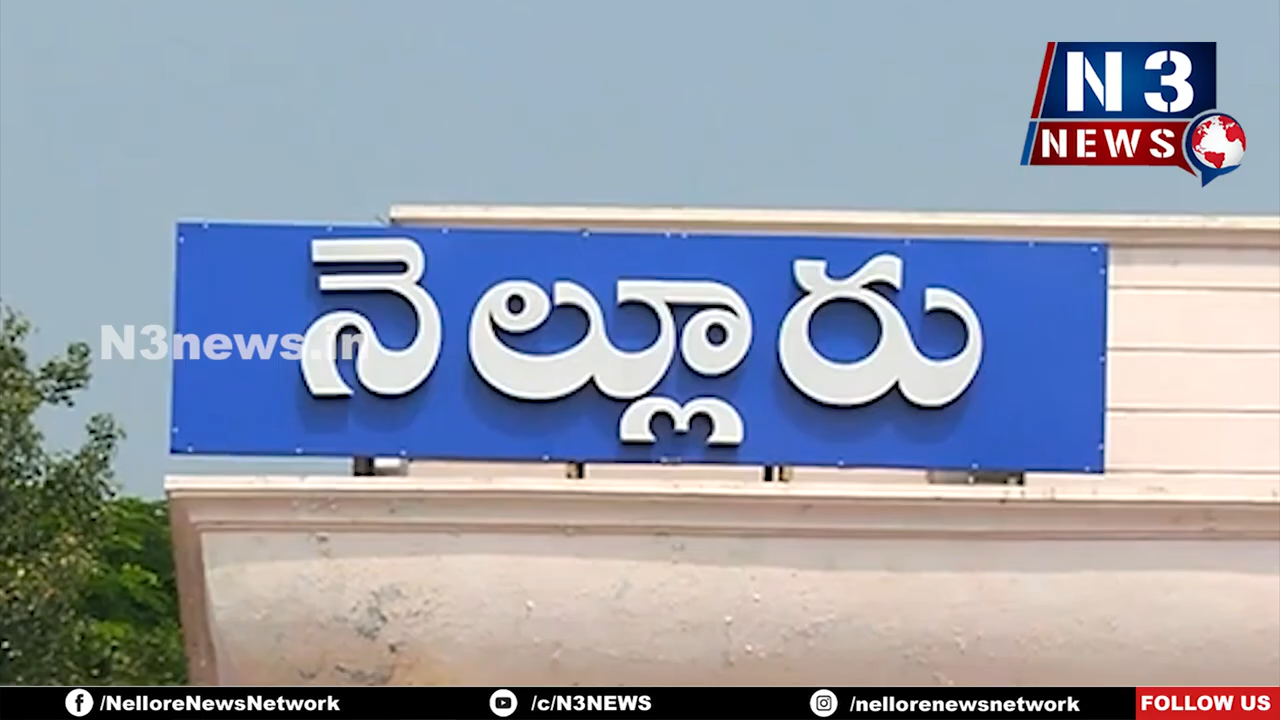 N3
NEWS
నెల్లూరు
N3news.in
/NelloreNewsNetwork
/c/N3NEWS
/nellorenewsnetwork
FOLLOW US